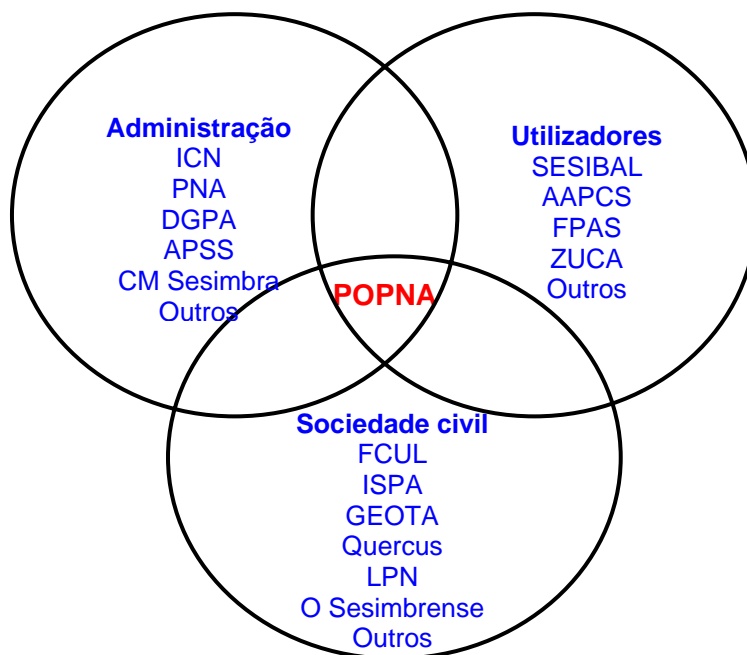 Administração
ICN
PNA
DGPA
APSS
CM Sesimbra
Outros
Utilizadores
SESIBAL
AAPCS
FPAS
ZUCA
Outros
POPNA
Sociedade civil
FCUL
ISPA
GEOTA
Quercus
LPN
O Sesimbrense
Outros